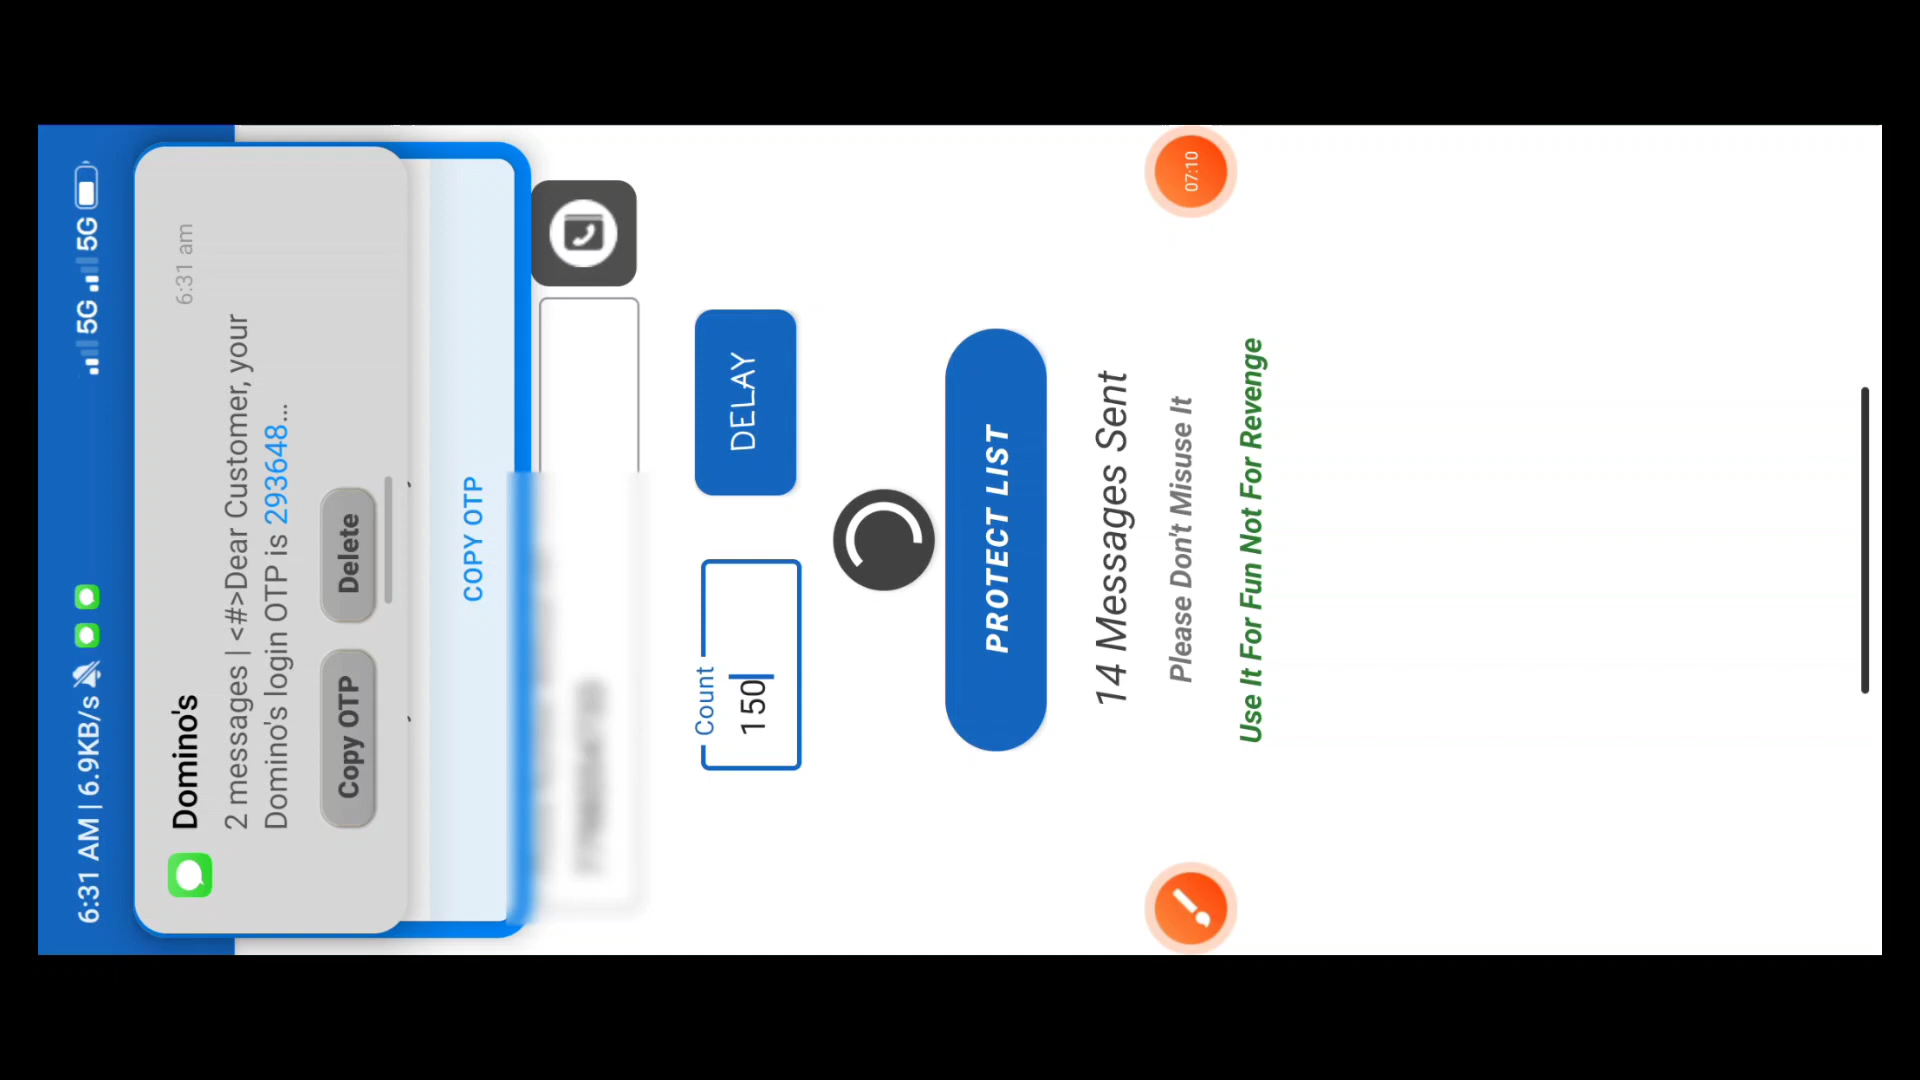 6:31 AM | 6.9KB/s 5G 5G
Domino's 6:31 am
2 messages | <#>Dear Customer, your
Domino's login OTP is 293648...
Copy OTP Delete
COPY OTP
Count
150 DELAY
PROTECT LIST
14 Messages Sent
07:10
Please Don't Misuse It
Use It For Fun Not For Revenge